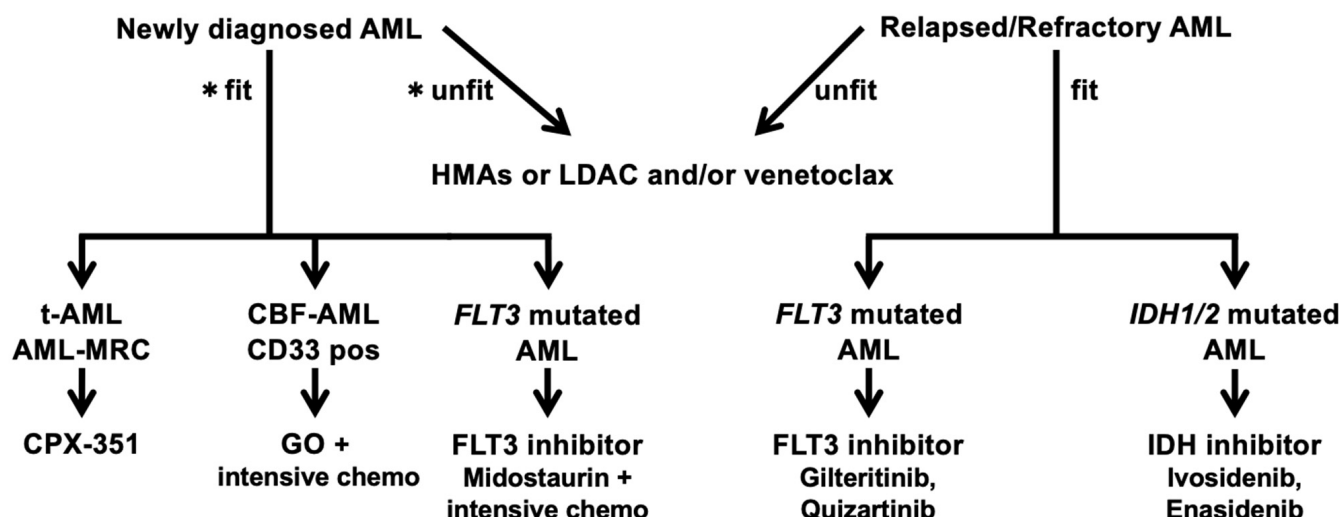 Newly diagnosed AML
Relapsed/Refractory AML
* fit
* unfit
unfit
fit
HMAs or LDAC and/or venetoclax
t-AML
AML-MRC
CPX-351
CBF-AML
CD33 pos
GO +
intensive chemo
FLT3 mutated
AML
FLT3 inhibitor
Midostaurin +
intensive chemo
FLT3 mutated
AML
FLT3 inhibitor
Gilteritinib,
Quizartinib
IDH1/2 mutated
AML
IDH inhibitor
Ivosidenib,
Enasidenib